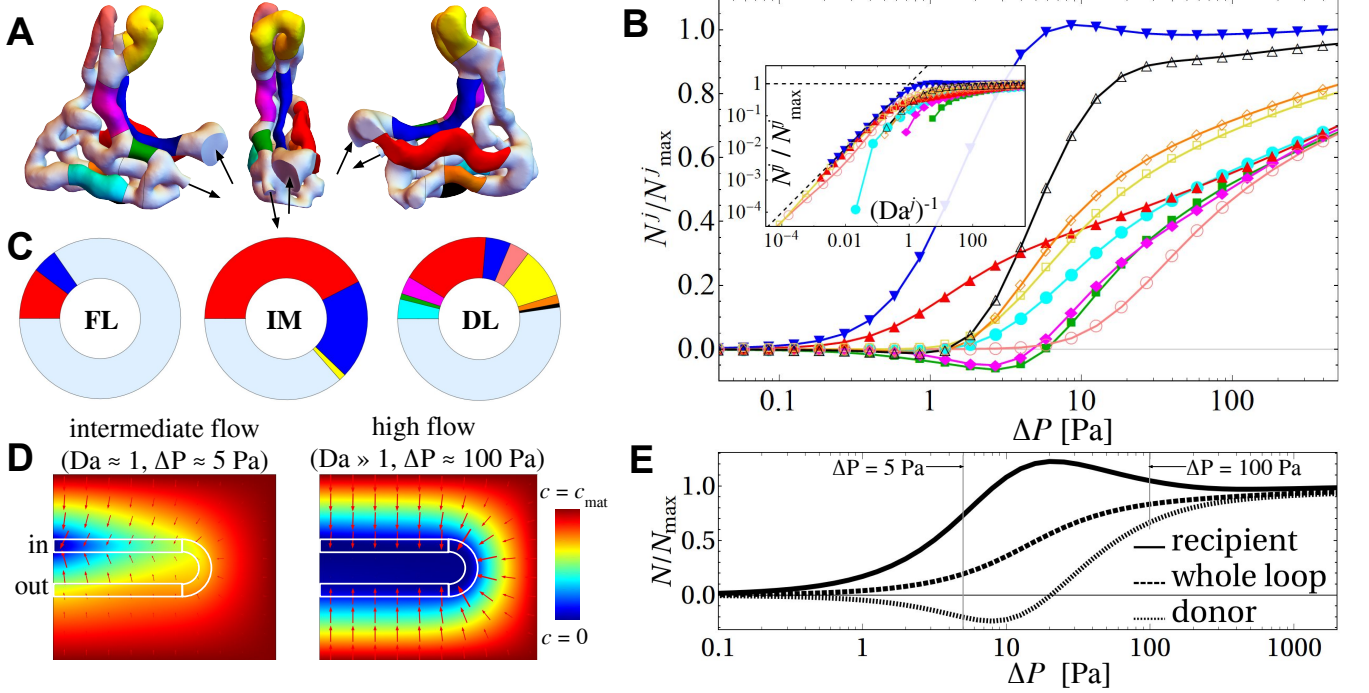 A
B
N^j/N^j_max
1.0
0.8
0.6
0.4
0.2
0.0
0.1
1
10
100
ΔP [Pa]
N^j / N^j_max
1
10^-1
10^-2
10^-3
10^-4
10^-4
0.01
1
100
(Da^j)^-1
C
FL
IM
DL
D
intermediate flow
(Da ≈ 1, ΔP ≈ 5 Pa)
high flow
(Da » 1, ΔP ≈ 100 Pa)
in
out
c = c_mat
c = 0
E
N/N_max
1.0
0.5
0.0
ΔP = 5 Pa
ΔP = 100 Pa
recipient
whole loop
donor
0.1
1
10
100
1000
ΔP [Pa]